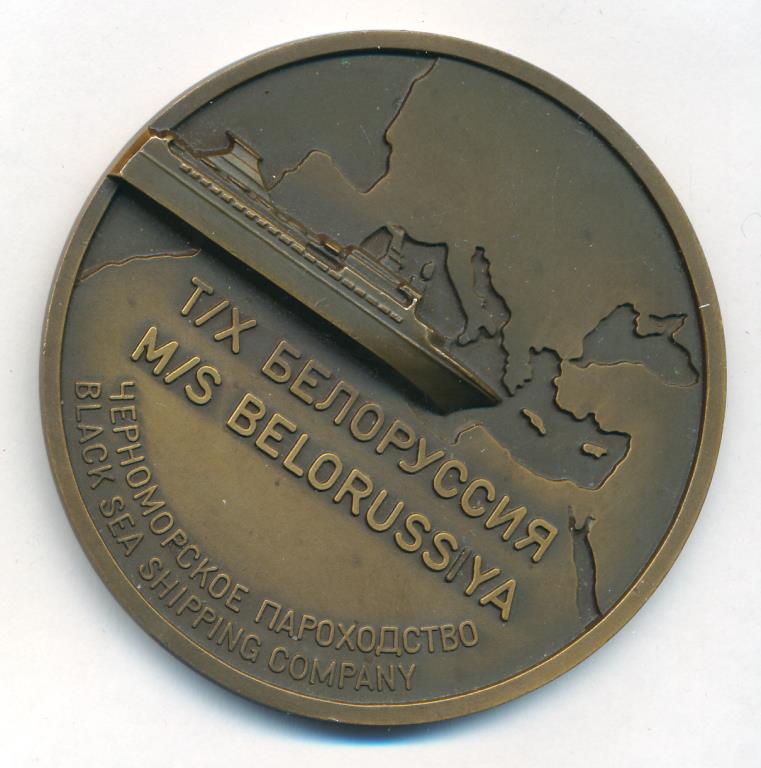 Т/Х БЕЛОРУССИЯ
M/S BELORUSSIYA
ЧЕРНОМОРСКОЕ ПАРОХОДСТВО
BLACK SEA SHIPPING COMPANY